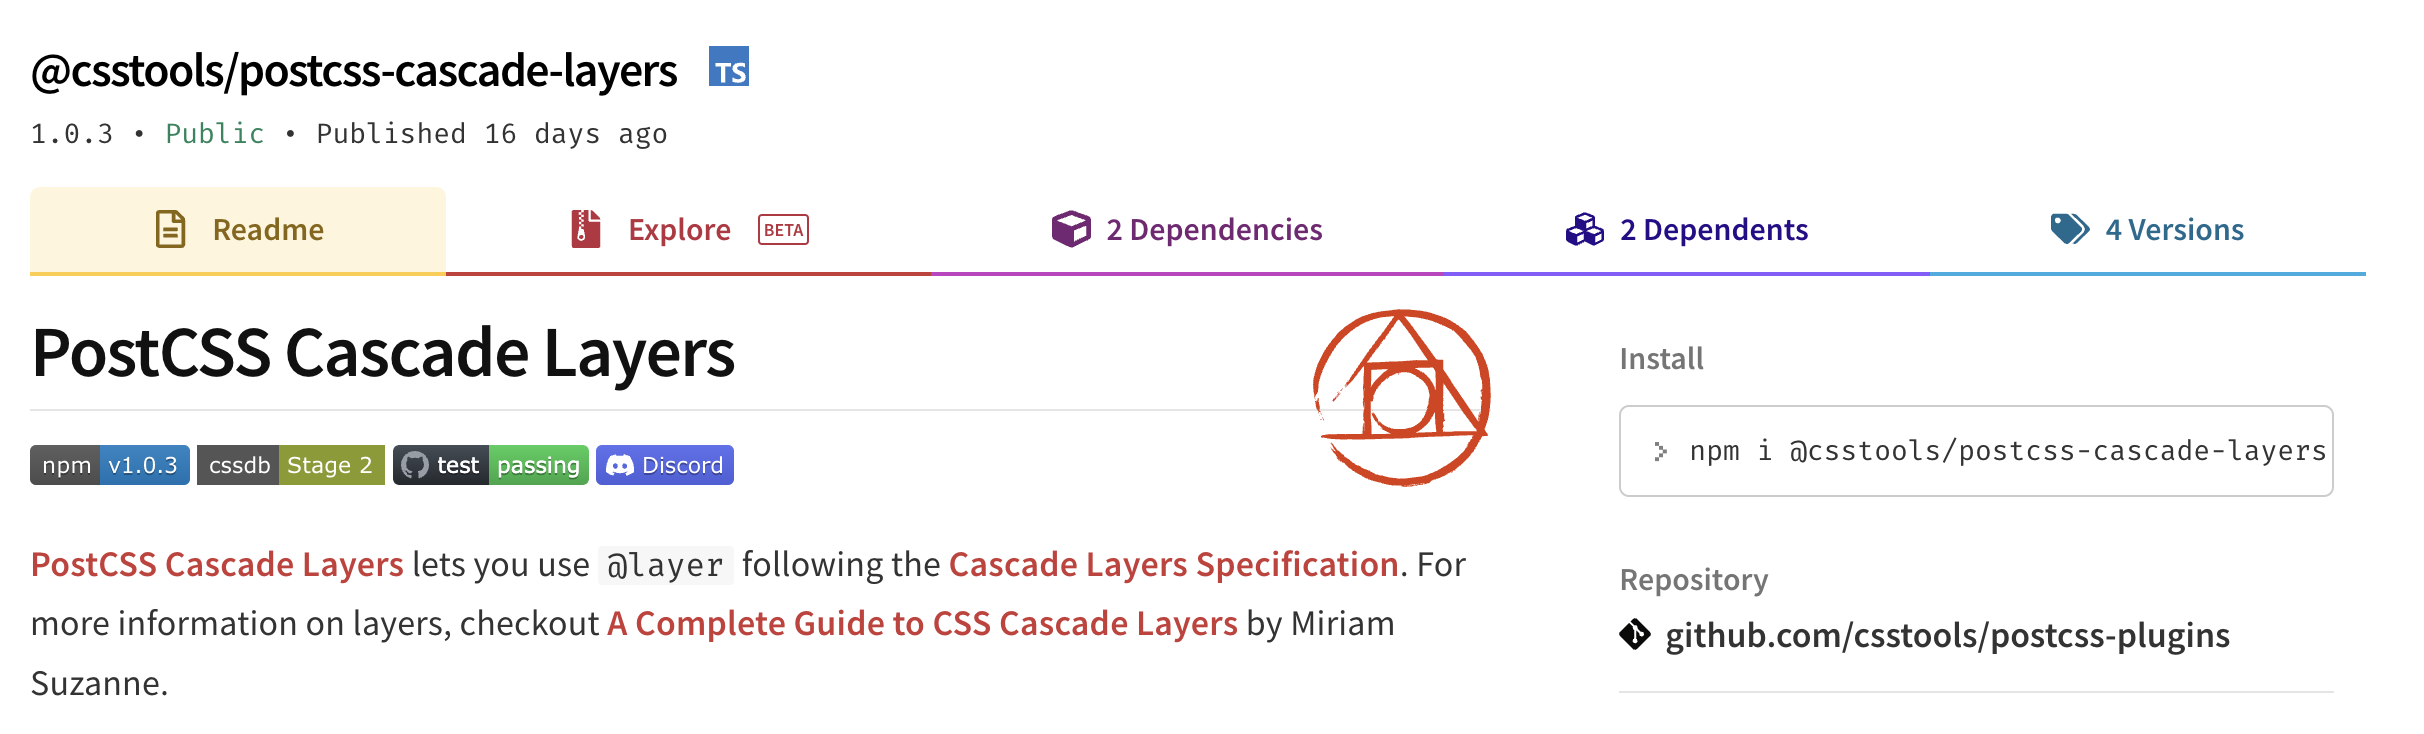 @csstools/postcss-cascade-layers TS
1.0.3 • Public • Published 16 days ago
Readme
Explore BETA
2 Dependencies
2 Dependents
4 Versions
PostCSS Cascade Layers
npm v1.0.3 cssdb Stage 2 test passing Discord
PostCSS Cascade Layers lets you use @layer following the Cascade Layers Specification. For
more information on layers, checkout A Complete Guide to CSS Cascade Layers by Miriam
Suzanne.
Install
npm i @csstools/postcss-cascade-layers
Repository
github.com/csstools/postcss-plugins